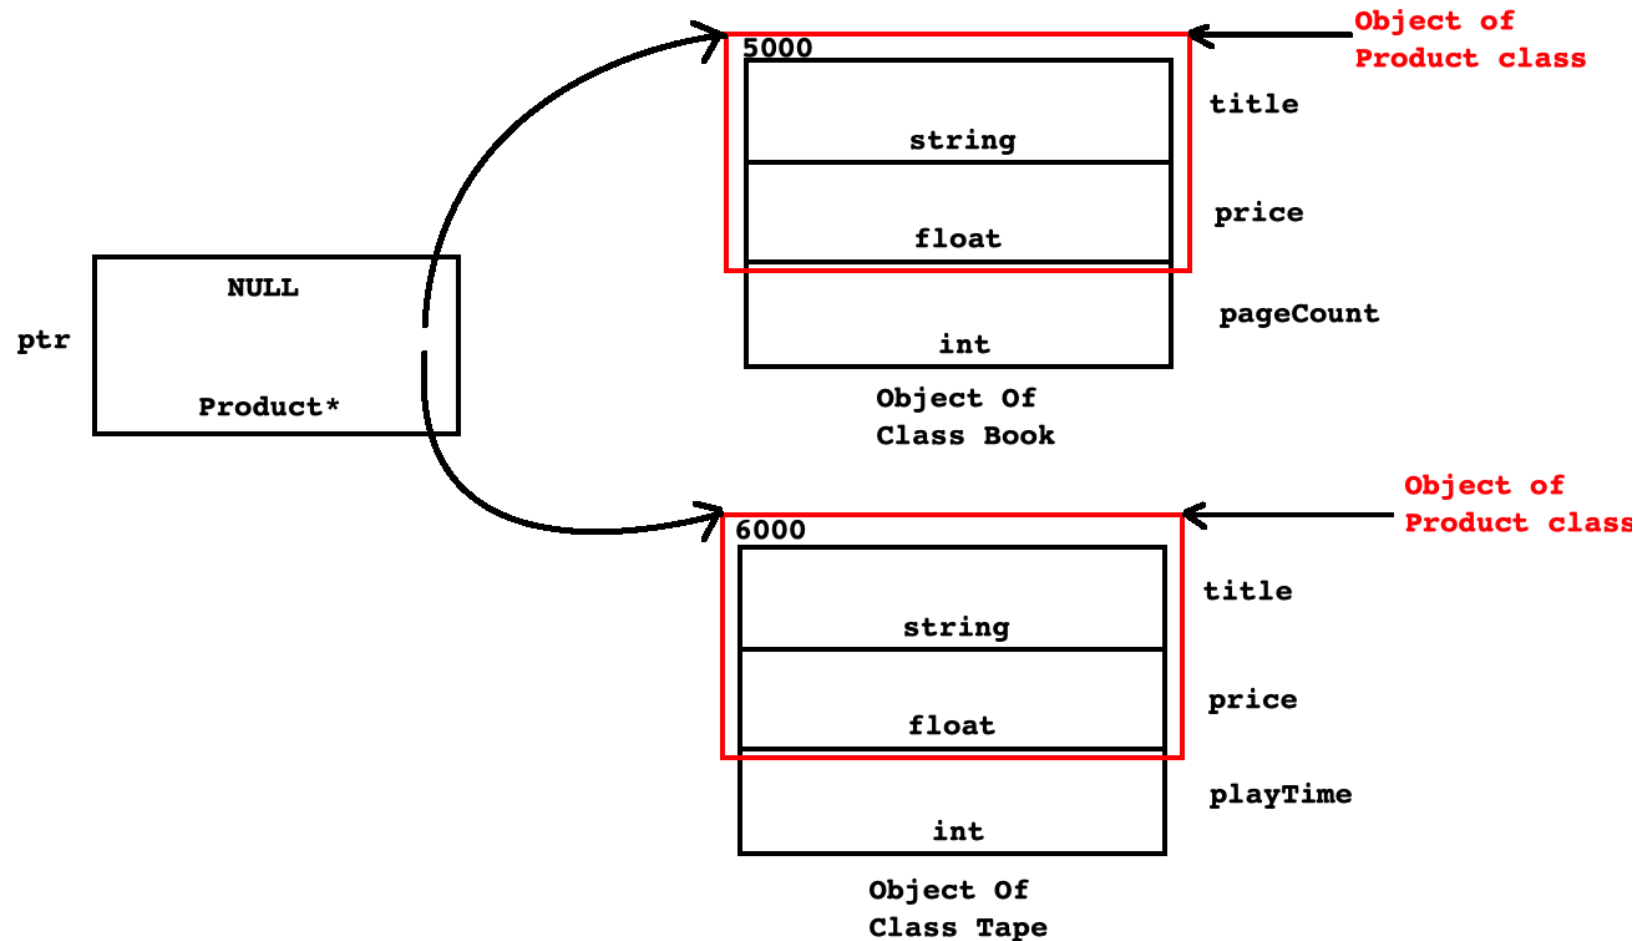 Object of
Product class
5000
title
string
price
float
NULL
pageCount
ptr
int
Product*
Object Of
Class Book
Object of
Product class
6000
title
string
price
float
playTime
int
Object Of
Class Tape